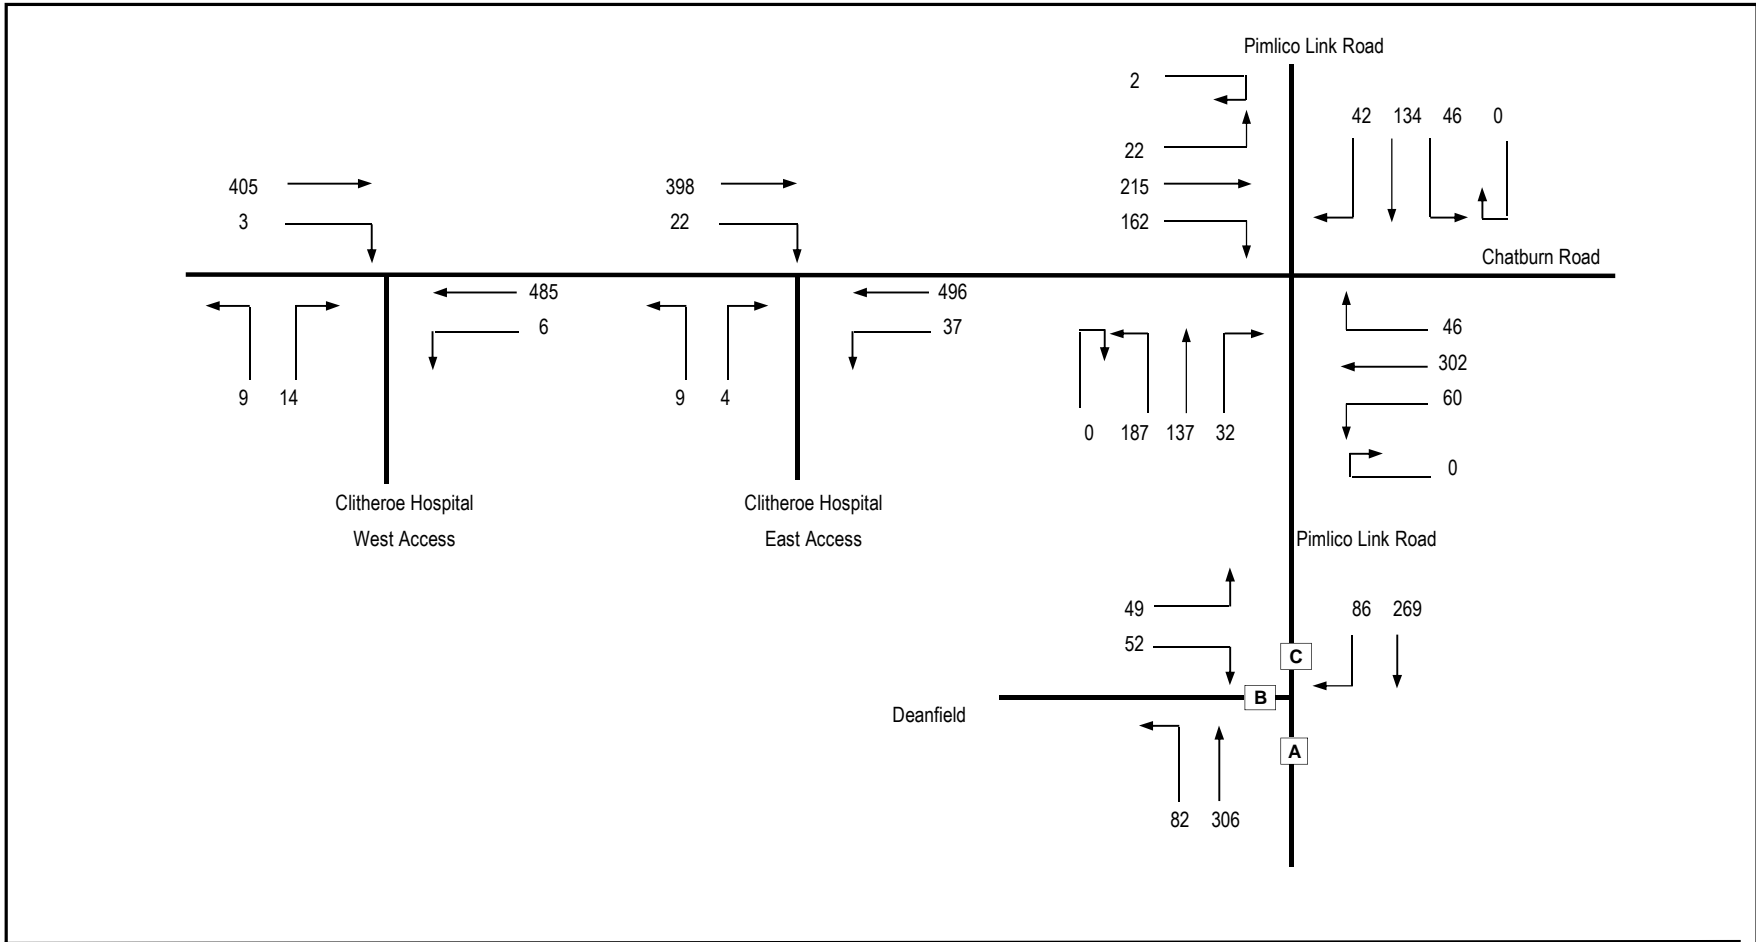 Pimlico Link Road
2
42 134 46 0
22
405 398 215
3 22 162
Chatburn Road
485 496 46
6 37 302
9 14 9 4 60
0 187 137 32
0
Clitheroe Hospital Clitheroe Hospital
West Access East Access Pimlico Link Road
49 86 269
52
C
B
Deanfield
A
82 306